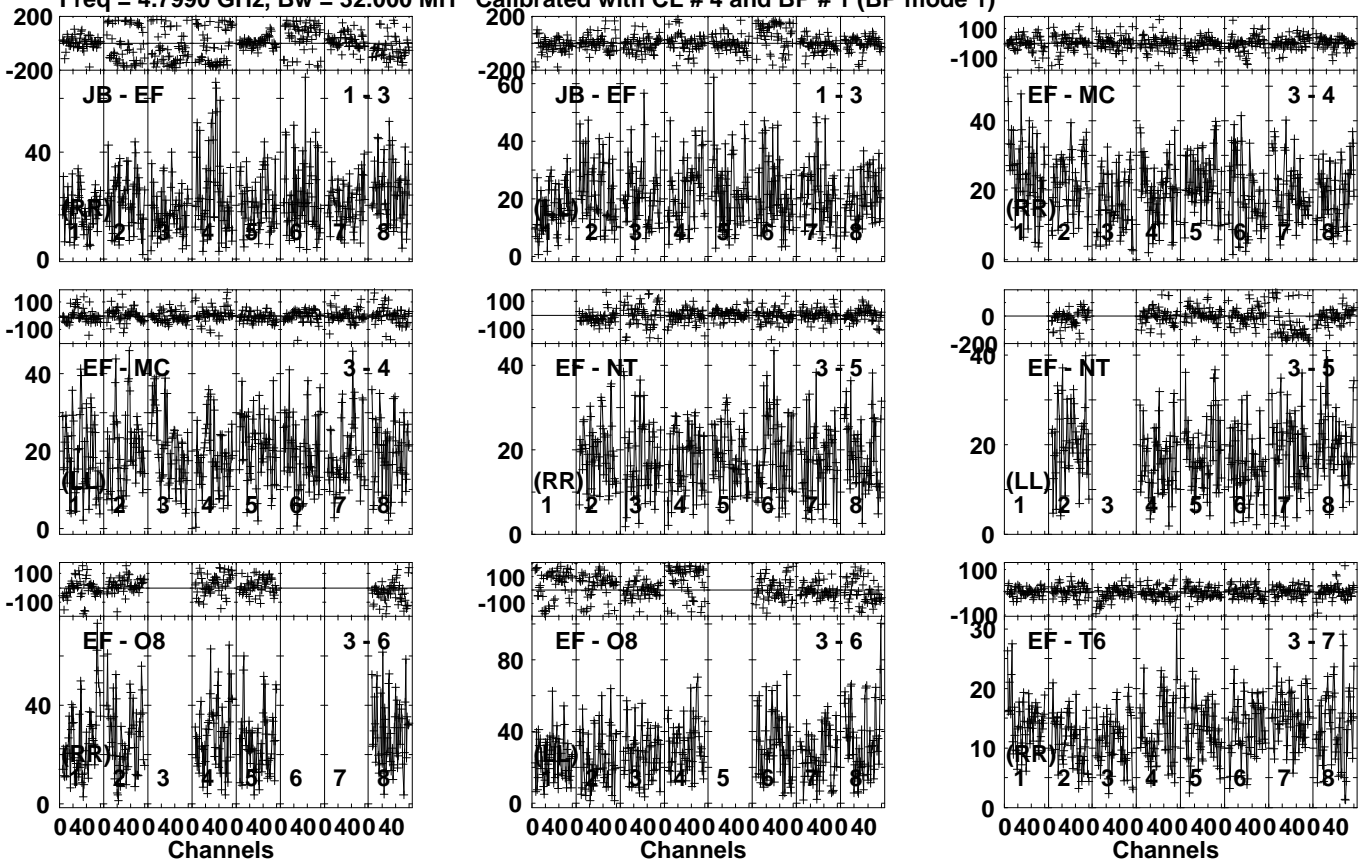 Freq = 4.7990 GHz, Bw = 32.000 MH Calibrated with CL # 4 and BP # 1 (BP mode 1)
200 200 100
-200 -200 -100
60
JB - EF 1 - 3 JB - EF 1 - 3 EF - MC 3 - 4
40 40 40
20 20 20
(RR) (LL) (RR)
1 2 3 4 5 6 7 8 1 2 3 4 5 6 7 8 1 2 3 4 5 6 7 8
0 0 0
100 100 0
-100 -100 -200
EF - MC 3 - 4 EF - NT 3 - 5 EF - NT 3 - 5
40 40 40
20 20 20
(LL) (RR) (LL)
1 2 3 4 5 6 7 8 1 2 3 4 5 6 7 8 1 2 3 4 5 6 7 8
0 0 0
100 100 100
-100 -100 -100
EF - O8 3 - 6 EF - O8 3 - 6 EF - T6 3 - 7
80 30
40 40 20
20 10
(RR) (LL) (RR)
1 2 3 4 5 6 7 8 1 2 3 4 5 6 7 8 1 2 3 4 5 6 7 8
0 0 0
0 40 0 40 0 40 0 40 0 40 0 40 0 40 0 40 0 40 0 40 0 40 0 40 0 40 0 40 0 40 0 40 0 40 0 40 0 40 0 40 0 40 0 40 0 40 0 40
Channels Channels Channels